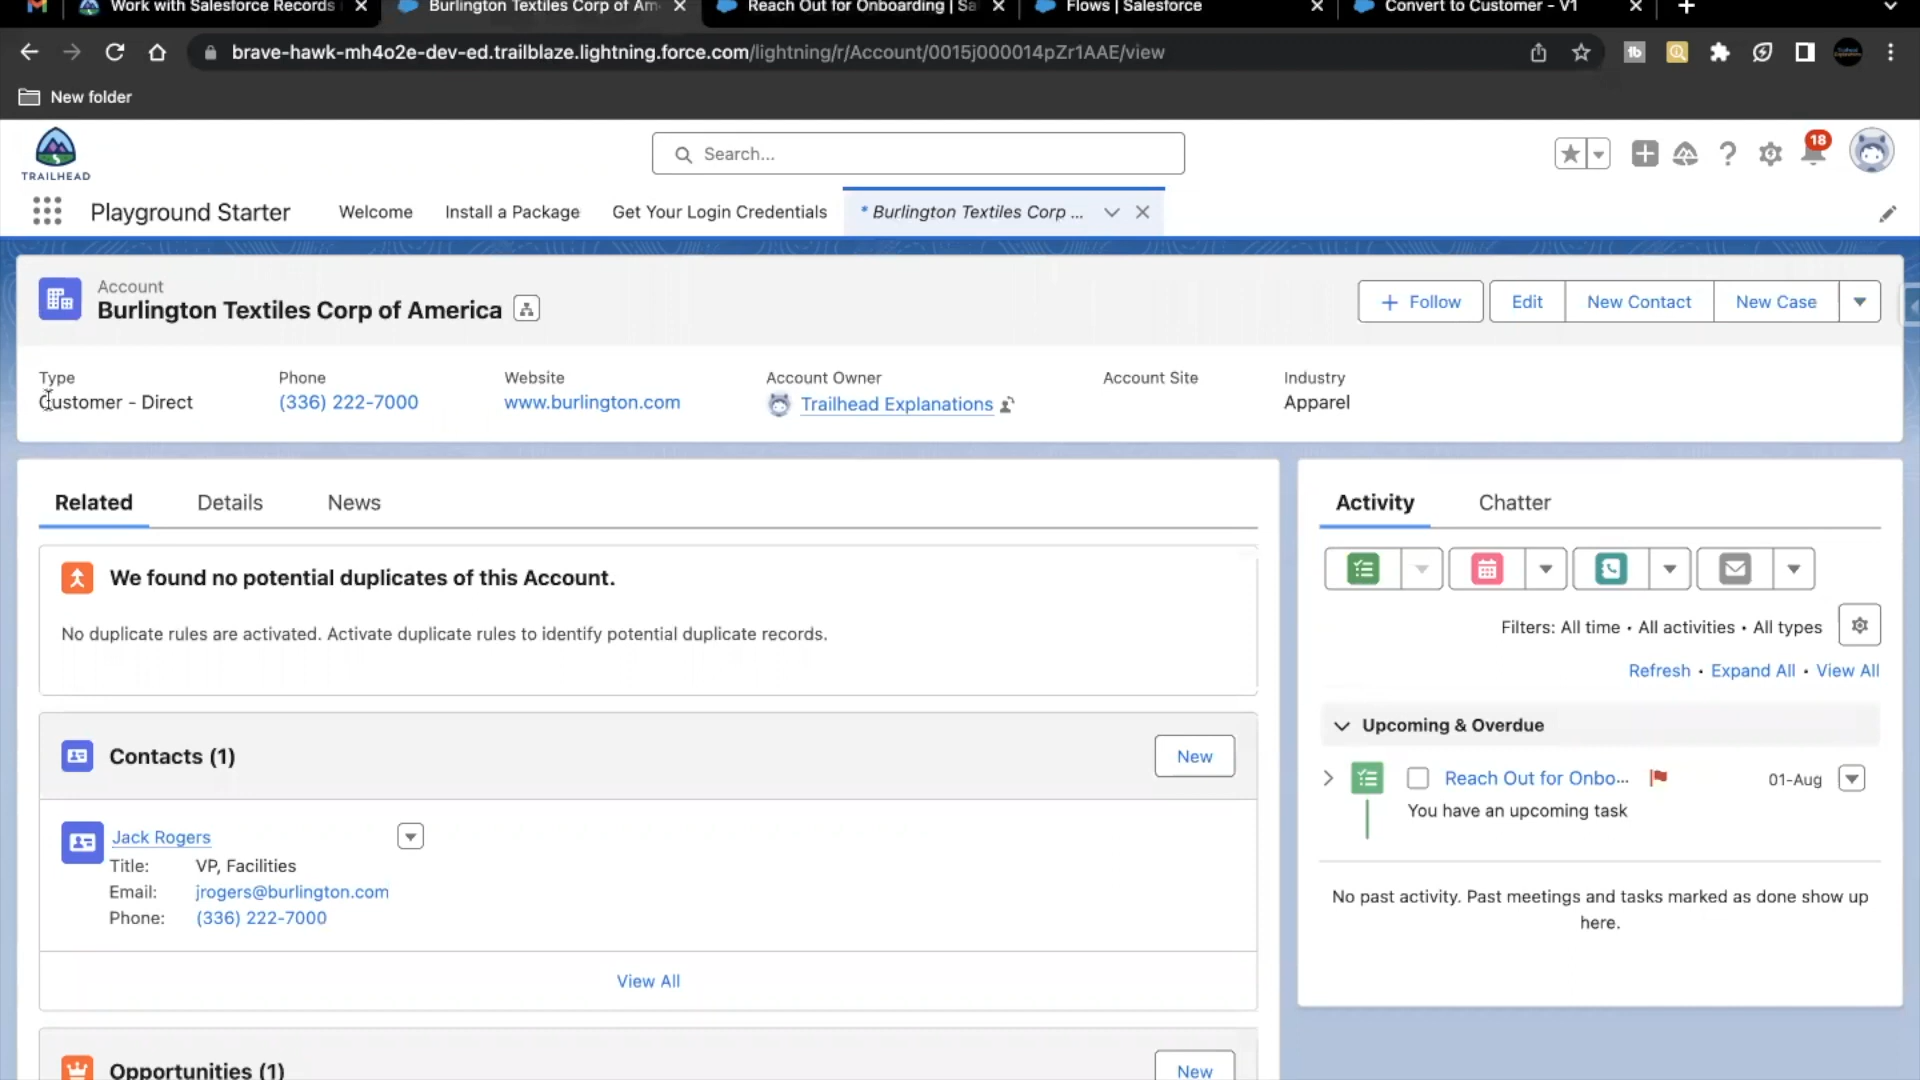 Work with Salesforce Records
Burlington Textiles Corp of Am
Reach Out for Onboarding | Sa
Flows | Salesforce
Convert to Customer - V1
brave-hawk-mh4o2e-dev-ed.trailblaze.lightning.force.com/lightning/r/Account/0015j000014pZr1AAE/view
New folder
TRAILHEAD
Search...
18
Playground Starter
Welcome
Install a Package
Get Your Login Credentials
* Burlington Textiles Corp ...
Account
Burlington Textiles Corp of America
Follow
Edit
New Contact
New Case
Type
Phone
Website
Account Owner
Account Site
Industry
Customer - Direct
(336) 222-7000
www.burlington.com
Trailhead Explanations
Apparel
Related
Details
News
We found no potential duplicates of this Account.
No duplicate rules are activated. Activate duplicate rules to identify potential duplicate records.
Contacts (1)
New
Jack Rogers
Title: VP, Facilities
Email: jrogers@burlington.com
Phone: (336) 222-7000
View All
Opportunities (1)
New
Activity
Chatter
Filters: All time • All activities • All types
Refresh • Expand All • View All
Upcoming & Overdue
Reach Out for Onbo...
01-Aug
You have an upcoming task
No past activity. Past meetings and tasks marked as done show up
here.